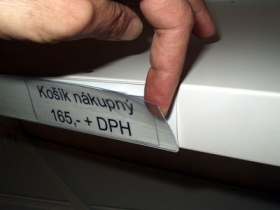 Košík nákupný
165,- + DPH